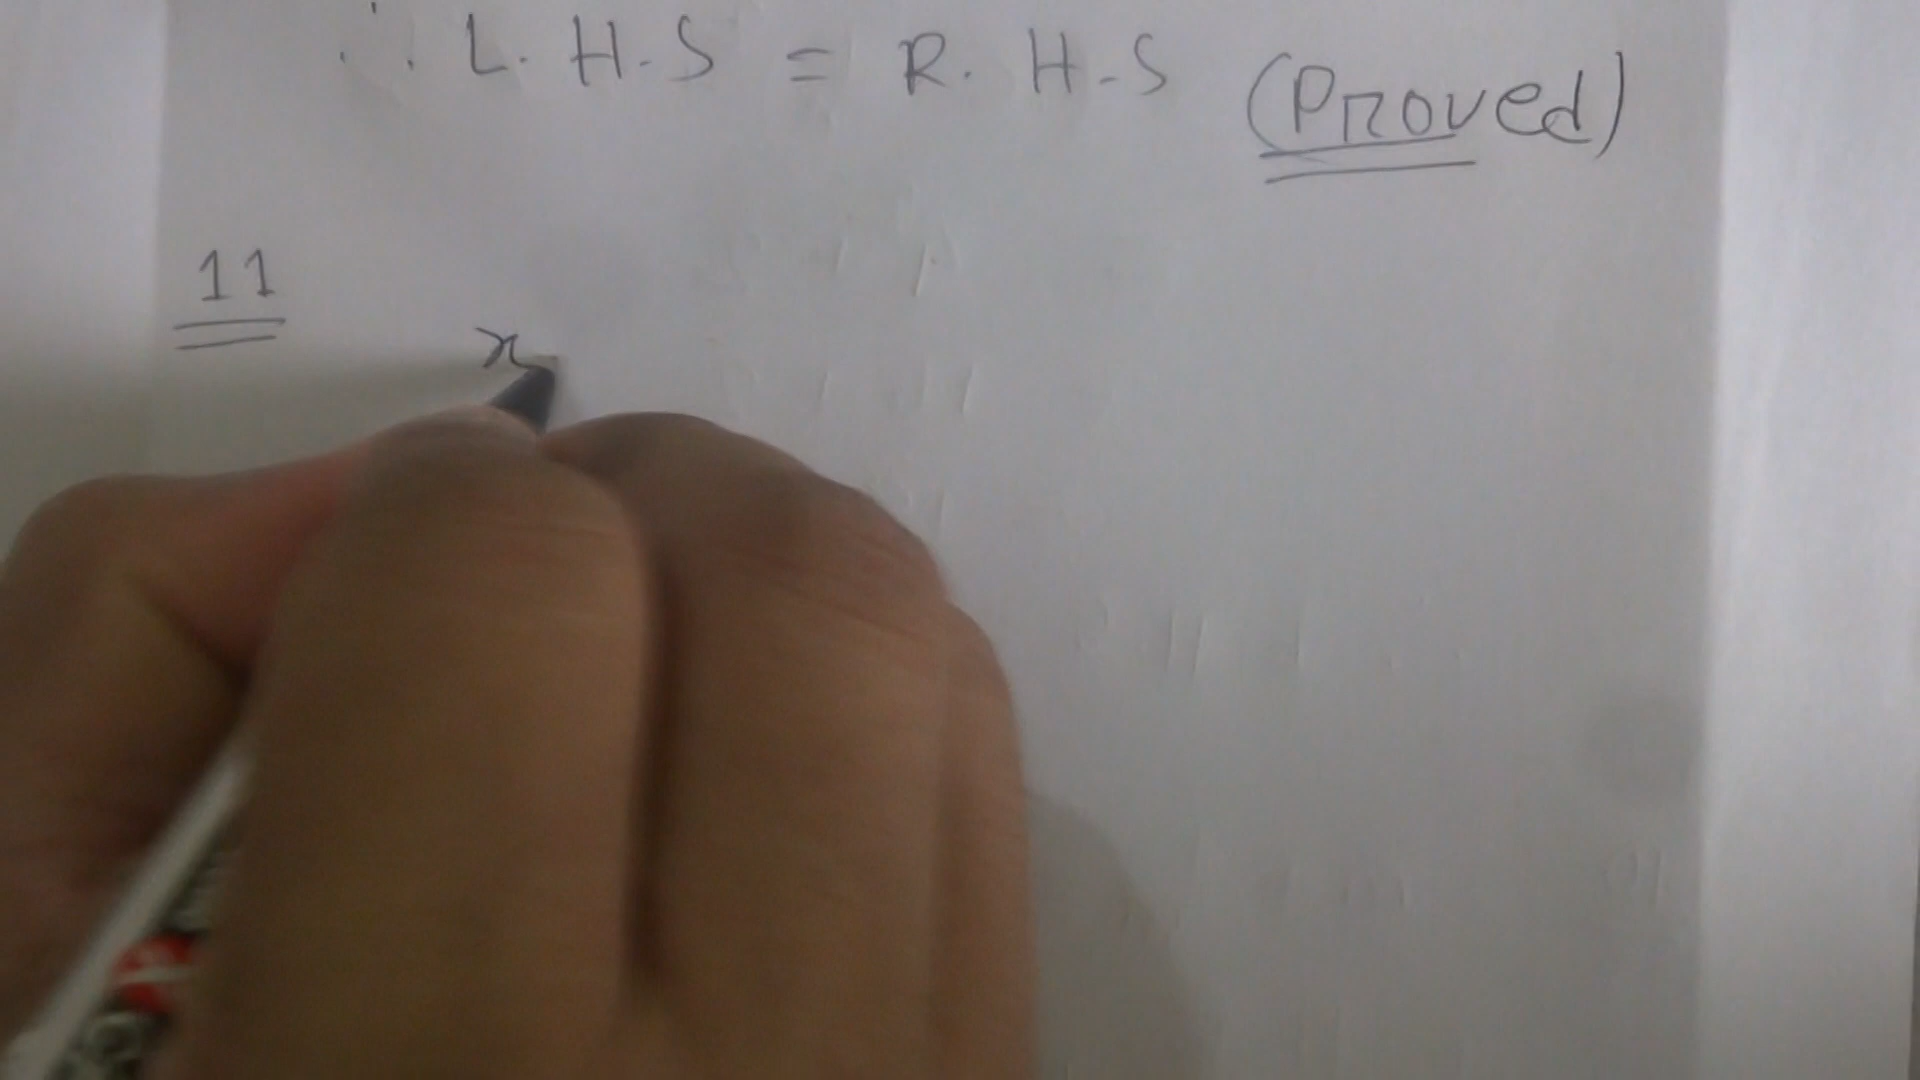 ∴ L.H.S = R.H-S (Proved)
11
x